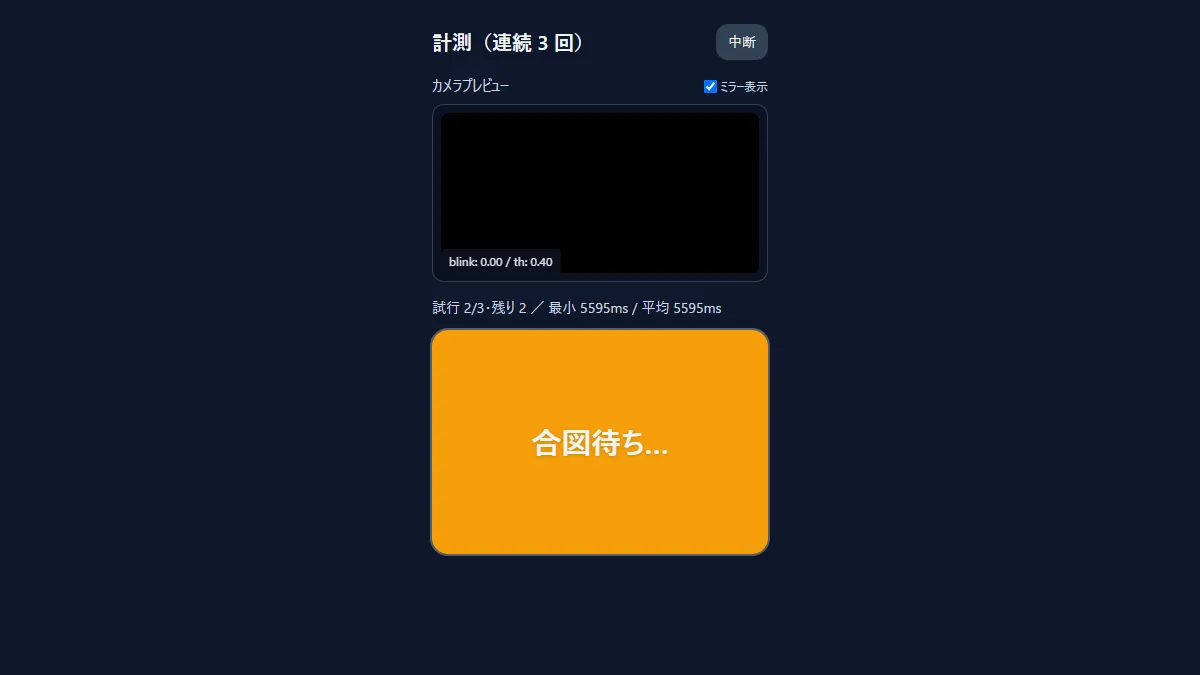 計測（連続 3 回）
中断
カメラプレビュー
ミラー表示
blink: 0.00 / th: 0.40
試行 2/3・残り 2 ／ 最小 5595ms / 平均 5595ms
合図待ち…